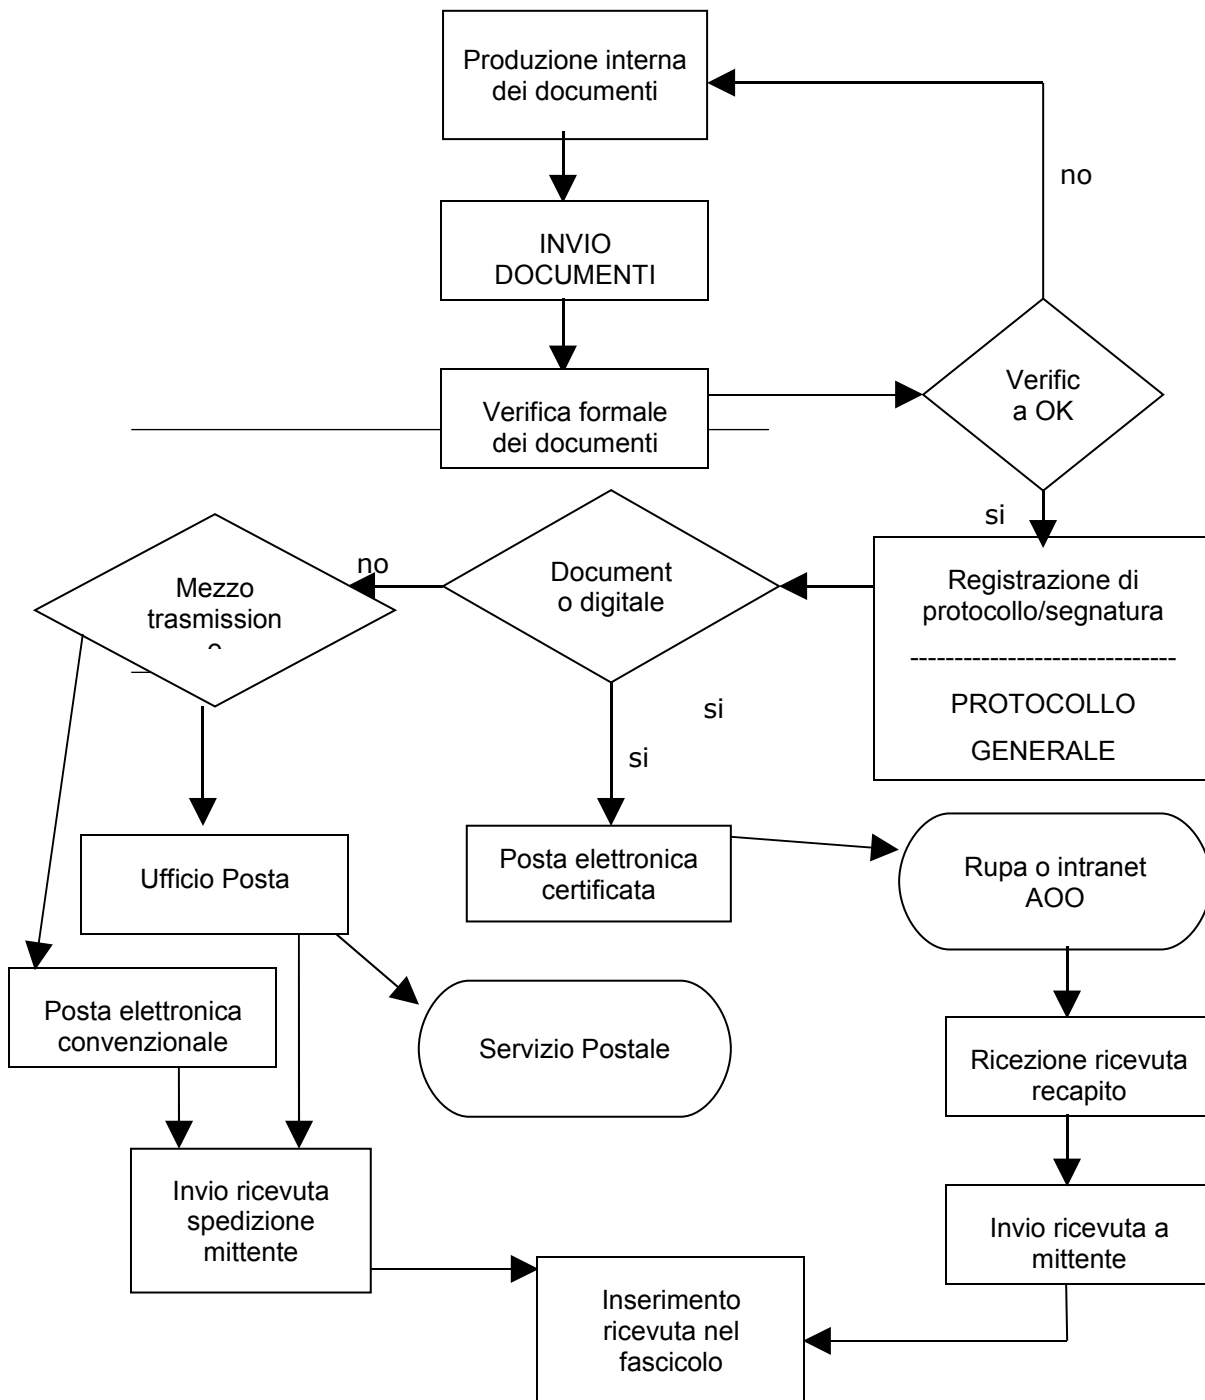 Produzione interna
dei documenti
no
INVIO
DOCUMENTI
Verifica formale
dei documenti
Verific
a OK
si
Registrazione di
protocollo/segnatura
------------------------------
PROTOCOLLO
GENERALE
Document
o digitale
no
Mezzo
trasmission
si
si
Ufficio Posta
Posta elettronica
certificata
Rupa o intranet
AOO
Posta elettronica
convenzionale
Servizio Postale
Ricezione ricevuta
recapito
Invio ricevuta
spedizione
mittente
Invio ricevuta a
mittente
Inserimento
ricevuta nel
fascicolo